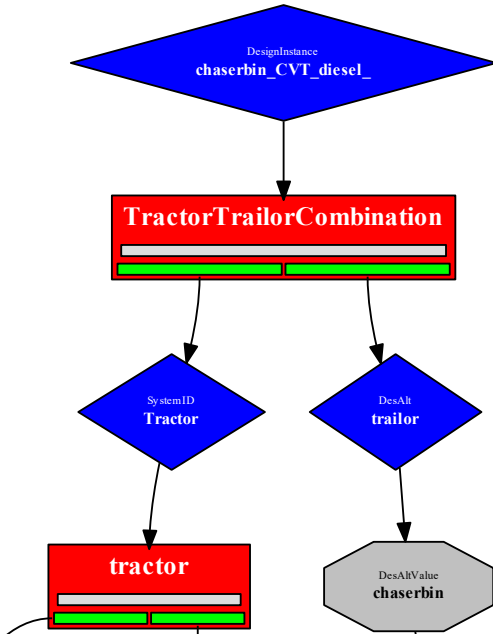 DesignInstance
chaserbin_CVT_diesel_
TractorTrailorCombination
SystemID
Tractor
DesAlt
trailor
tractor
DesAltValue
chaserbin